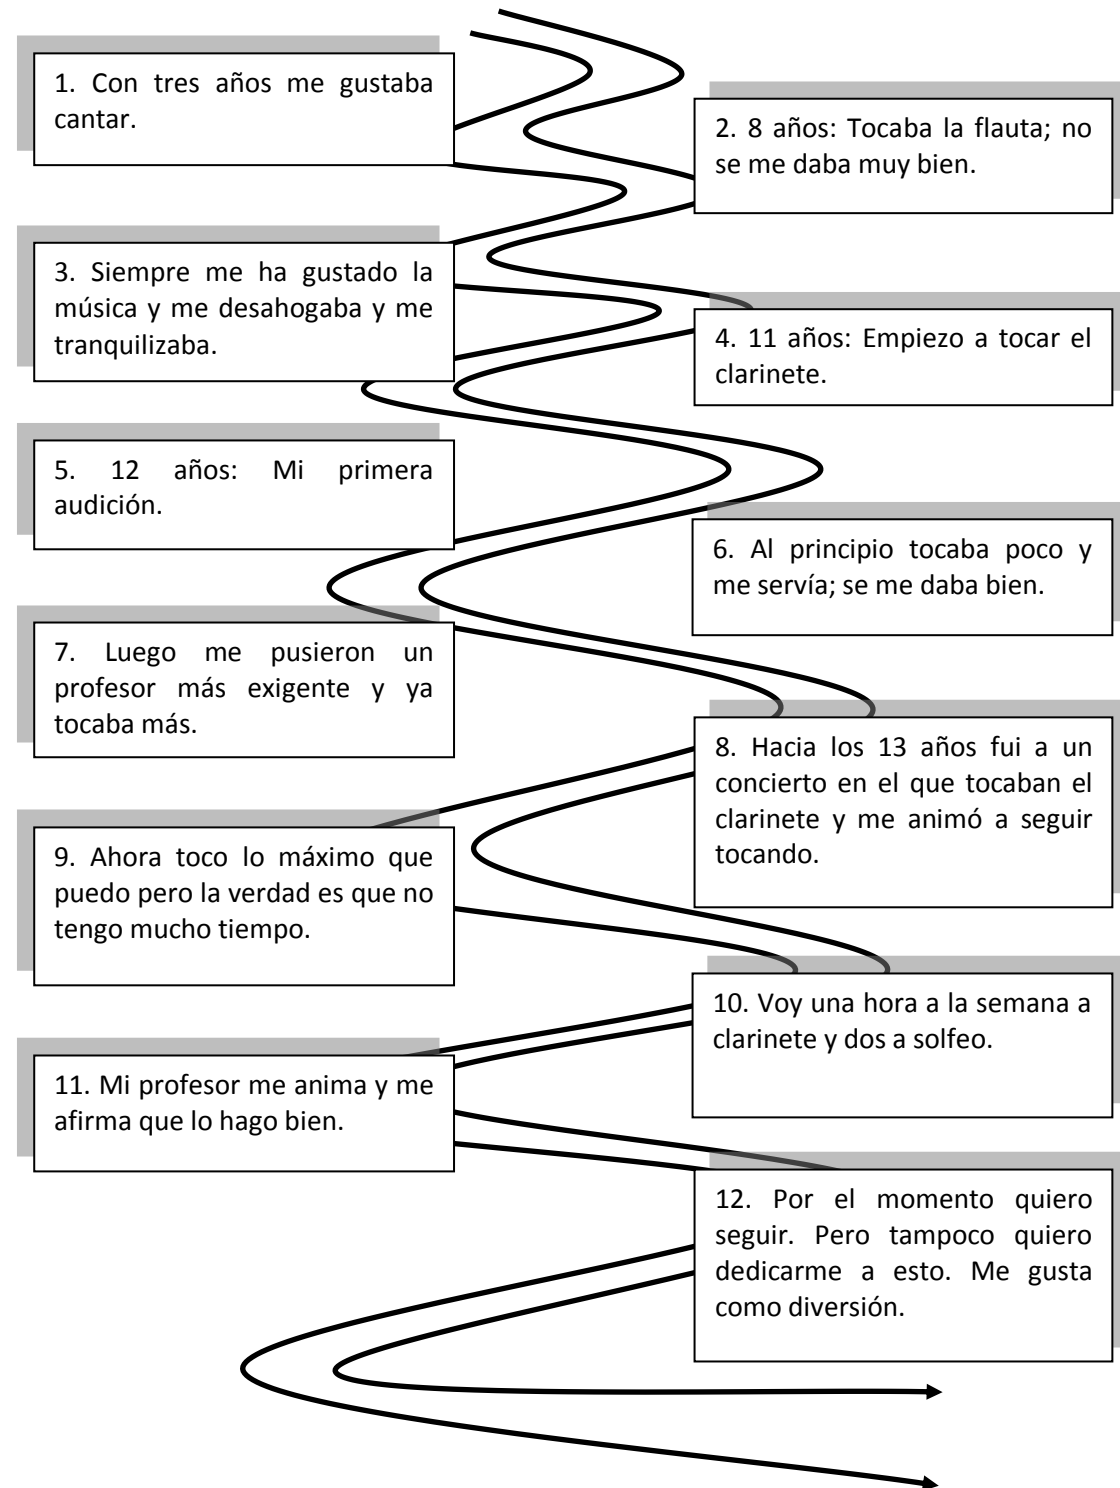 1. Con tres años me gustaba
cantar.
2. 8 años: Tocaba la flauta; no
se me daba muy bien.
3. Siempre me ha gustado la
música y me desahogaba y me
tranquilizaba.
4. 11 años: Empiezo a tocar el
clarinete.
5. 12 años: Mi primera
audición.
6. Al principio tocaba poco y
me servía; se me daba bien.
7. Luego me pusieron un
profesor más exigente y ya
tocaba más.
8. Hacia los 13 años fui a un
concierto en el que tocaban el
clarinete y me animó a seguir
tocando.
9. Ahora toco lo máximo que
puedo pero la verdad es que no
tengo mucho tiempo.
10. Voy una hora a la semana a
clarinete y dos a solfeo.
11. Mi profesor me anima y me
afirma que lo hago bien.
12. Por el momento quiero
seguir. Pero tampoco quiero
dedicarme a esto. Me gusta
como diversión.